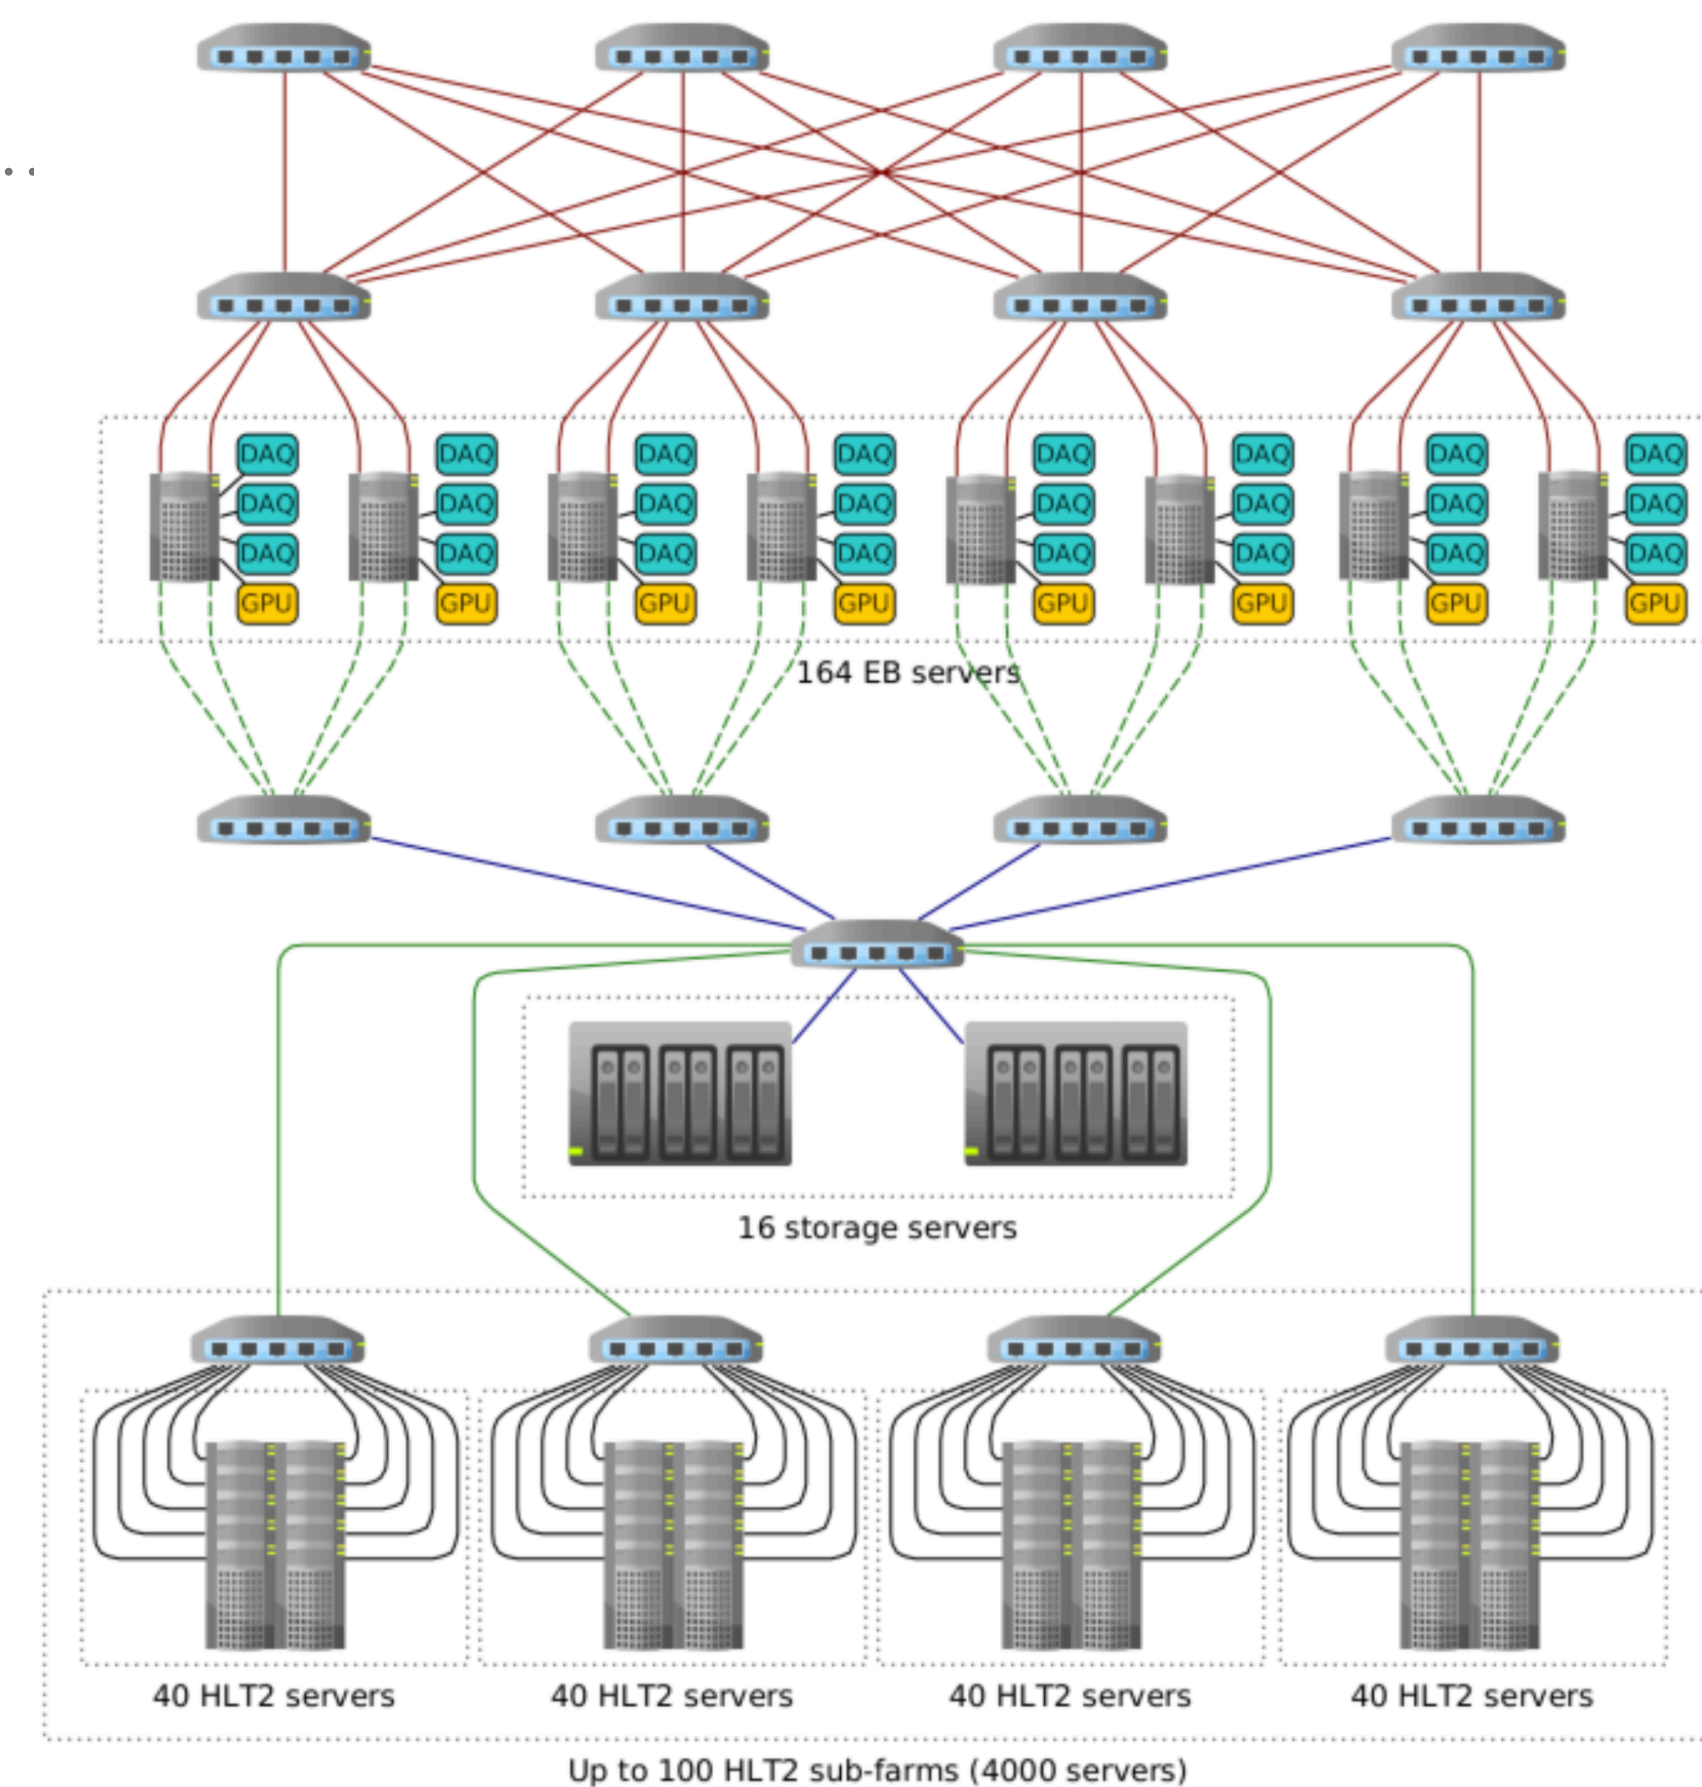 ..
DAQ DAQ DAQ DAQ DAQ DAQ DAQ DAQ
DAQ DAQ DAQ DAQ DAQ DAQ DAQ DAQ
DAQ DAQ DAQ DAQ DAQ DAQ DAQ DAQ
GPU GPU GPU GPU GPU GPU GPU GPU
164 EB servers
16 storage servers
40 HLT2 servers 40 HLT2 servers 40 HLT2 servers 40 HLT2 servers
Up to 100 HLT2 sub-farms (4000 servers)